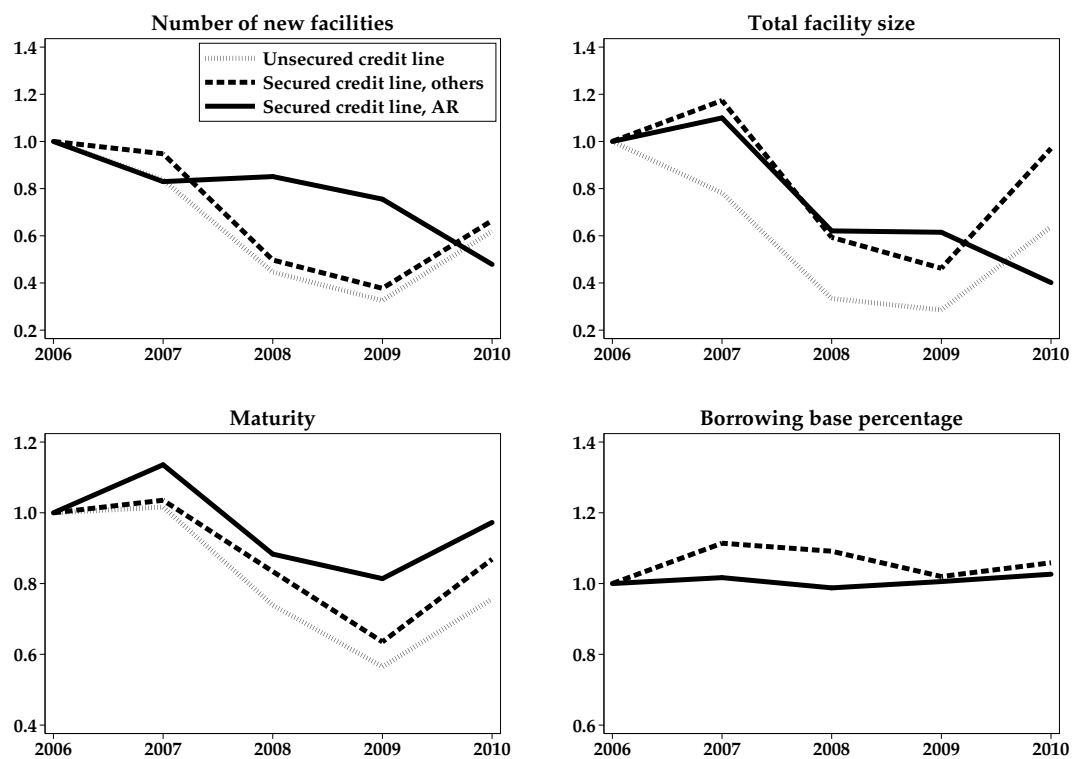 Number of new facilities
1.4
1.2
1.0
0.8
0.6
0.4
0.2
Unsecured credit line
Secured credit line, others
Secured credit line, AR
2006 2007 2008 2009 2010
Total facility size
1.4
1.2
1.0
0.8
0.6
0.4
0.2
2006 2007 2008 2009 2010
Maturity
1.2
1.0
0.8
0.6
0.4
2006 2007 2008 2009 2010
Borrowing base percentage
1.4
1.2
1.0
0.8
0.6
2006 2007 2008 2009 2010